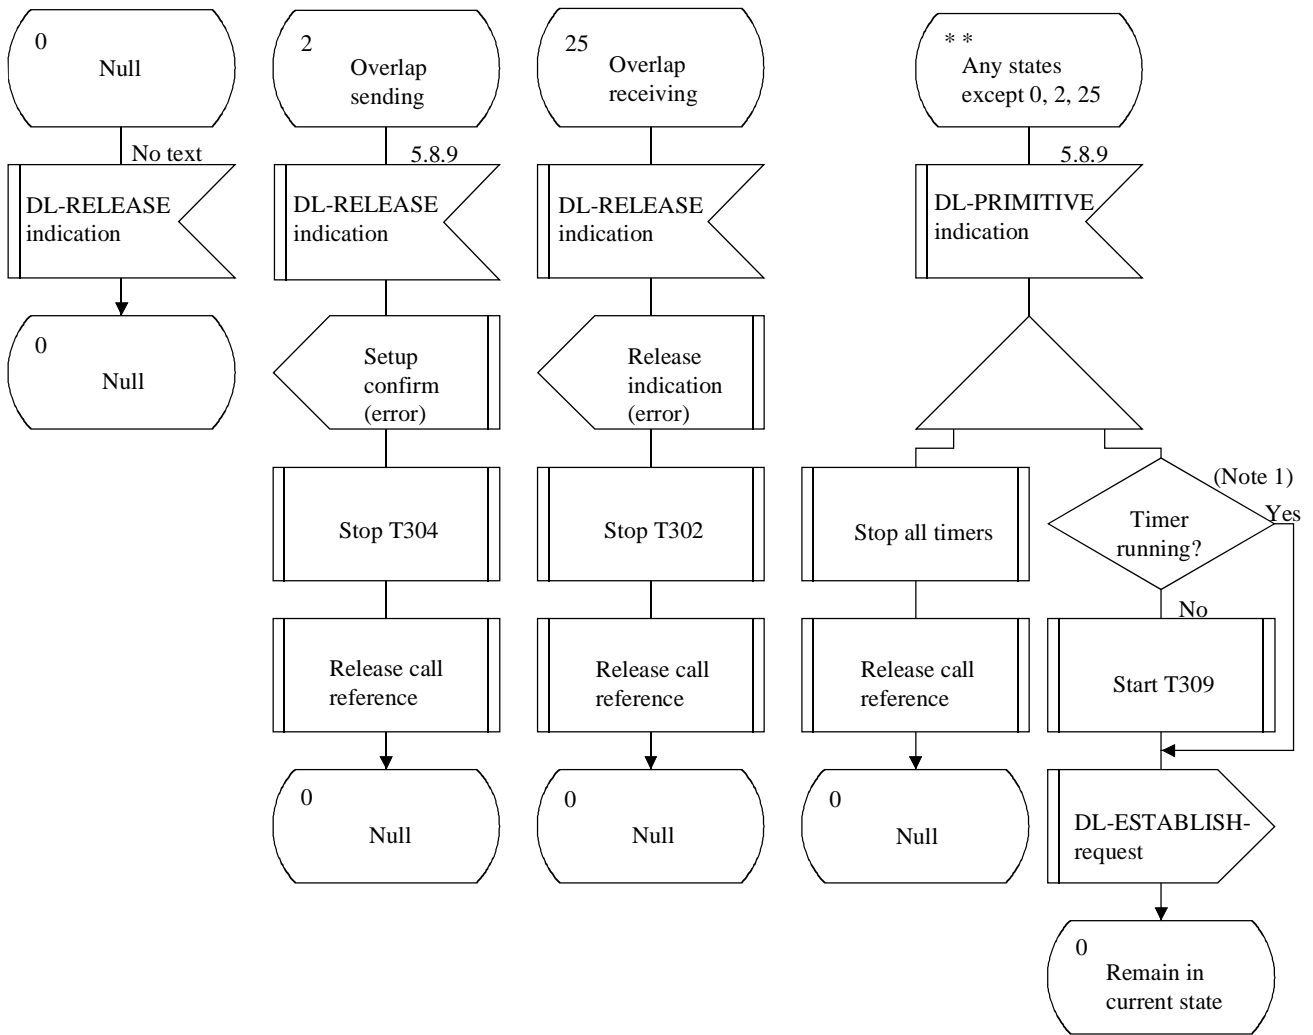 0
Null
No text
DL-RELEASE
indication
0
Null
2
Overlap
sending
5.8.9
DL-RELEASE
indication
Setup
confirm
(error)
Stop T304
Release call
reference
0
Null
25
Overlap
receiving
DL-RELEASE
indication
Release
indication
(error)
Stop T302
Release call
reference
0
Null
* *
Any states
except 0, 2, 25
5.8.9
DL-PRIMITIVE
indication
Stop all timers
Release call
reference
0
Null
(Note 1)
Timer
running?
Yes
No
Start T309
DL-ESTABLISH-
request
0
Remain in
current state